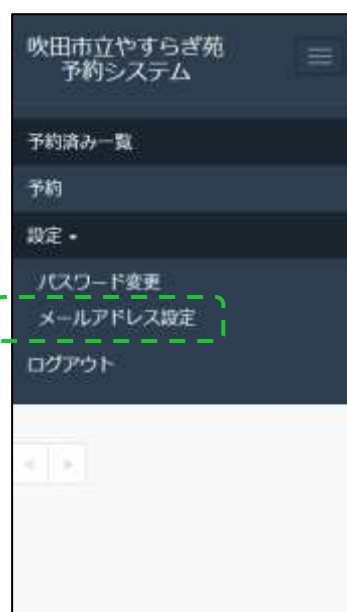 吹田市立やすらぎ苑
予約システム
予約済み一覧
予約
設定
パスワード変更
メールアドレス設定
ログアウト